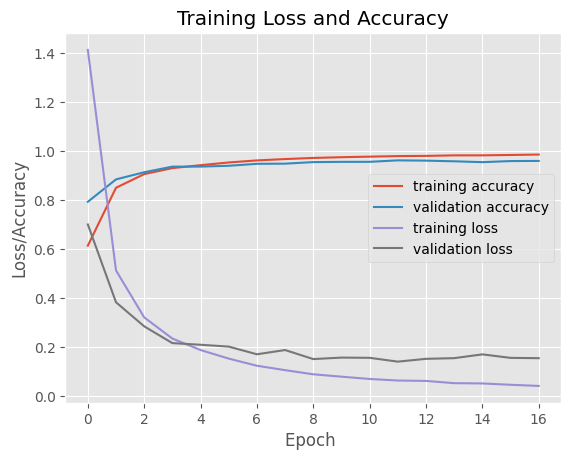 Training Loss and Accuracy
1.4
1.2
1.0
0.8
0.6
0.4
0.2
0.0
Loss/Accuracy
training accuracy
validation accuracy
training loss
validation loss
0 2 4 6 8 10 12 14 16
Epoch